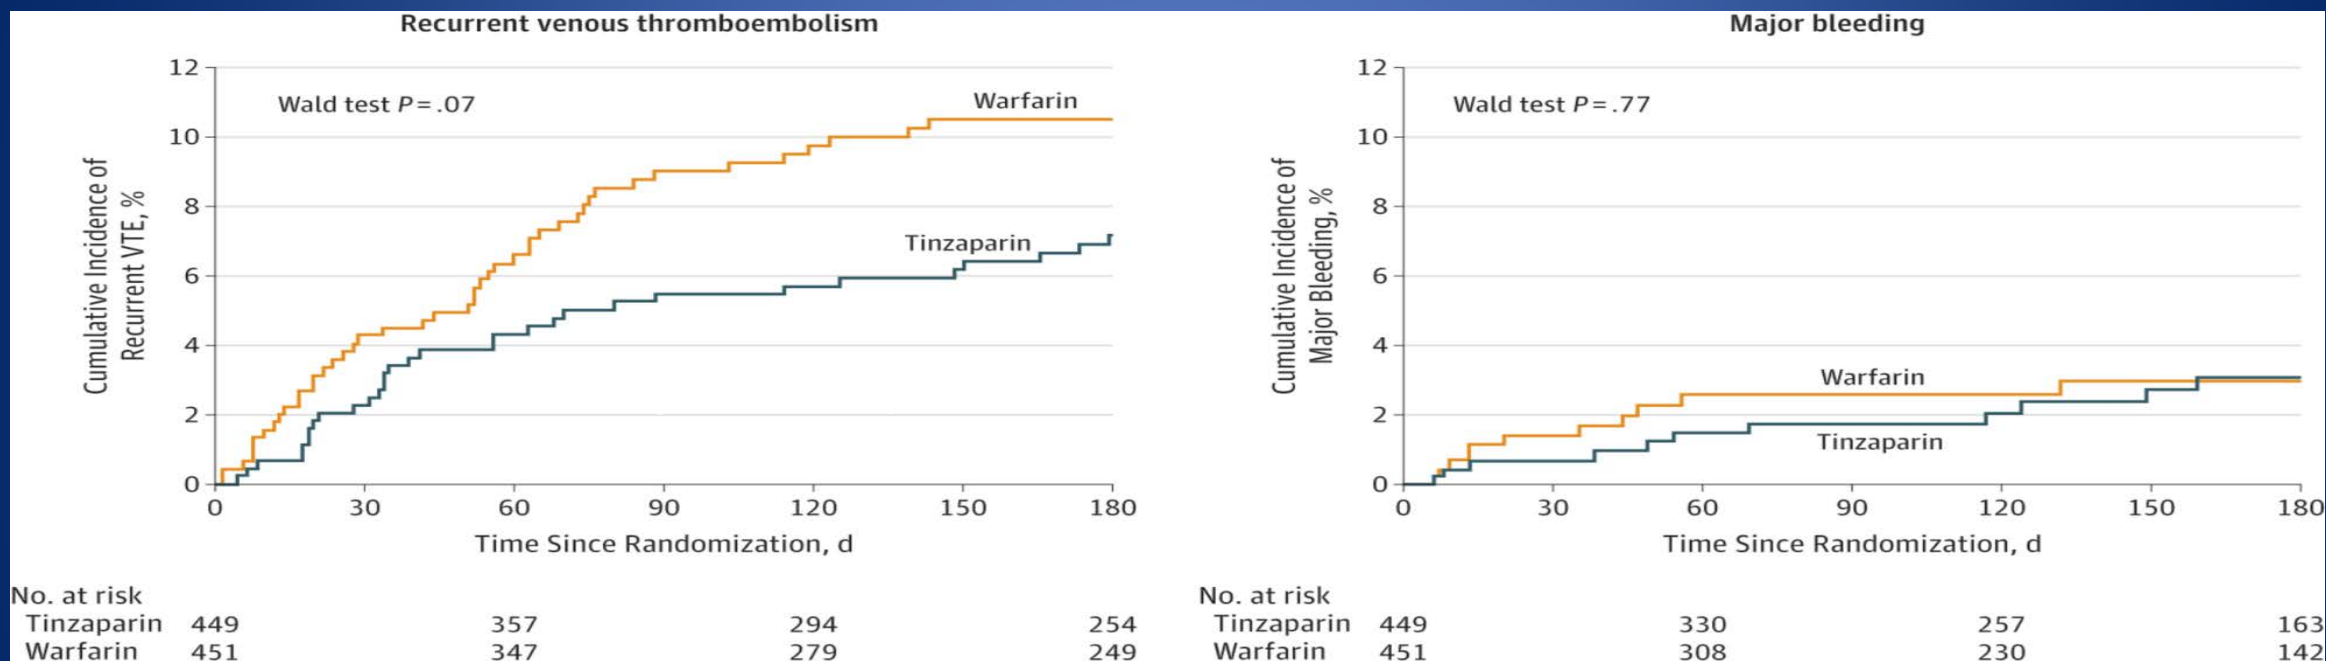 Recurrent venous thromboembolism
12
10
8
6
4
2
0
Cumulative Incidence of
Recurrent VTE, %
Wald test P = .07
Warfarin
Tinzaparin
0 30 60 90 120 150 180
Time Since Randomization, d
No. at risk
Tinzaparin 449 357 294 254
Warfarin 451 347 279 249
Major bleeding
12
10
8
6
4
2
0
Cumulative Incidence of
Major Bleeding, %
Wald test P = .77
Warfarin
Tinzaparin
0 30 60 90 120 150 180
Time Since Randomization, d
No. at risk
Tinzaparin 449 330 257 163
Warfarin 451 308 230 142